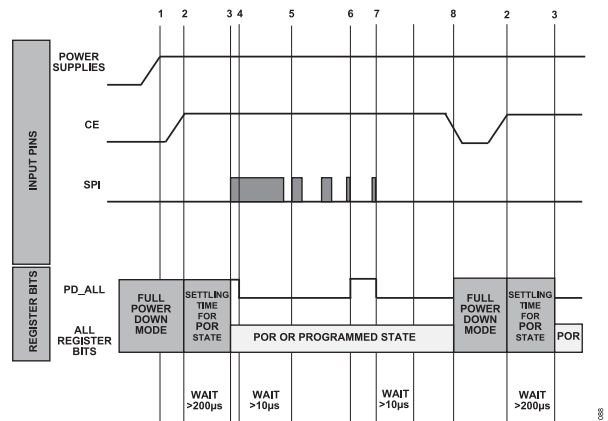 1 2 3 4 5 6 7 8 2 3
POWER
SUPPLIES
CE
SPI
INPUT PINS
PD_ALL
ALL
REGISTER
BITS
REGISTER BITS
FULL
POWER
DOWN
MODE
SETTLING
TIME
FOR
POR
STATE
POR OR PROGRAMMED STATE
FULL
POWER
DOWN
MODE
SETTLING
TIME
FOR
POR
STATE
POR
WAIT
>200µs
WAIT
>10µs
WAIT
>10µs
WAIT
>200µs
088